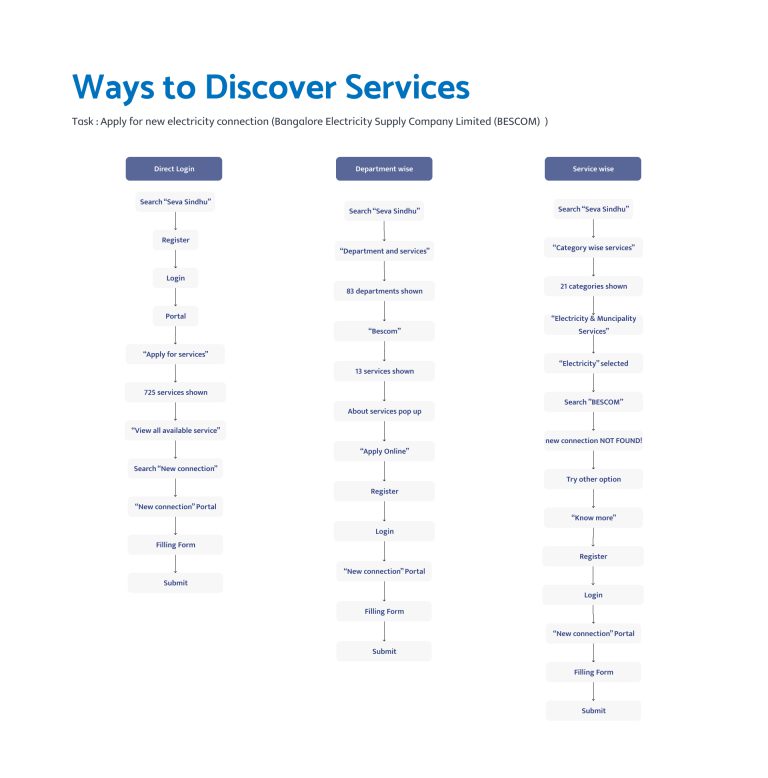 Ways to Discover Services
Task : Apply for new electricity connection (Bangalore Electricity Supply Company Limited (BESCOM) )
Direct Login
Search “Seva Sindhu”
Register
Login
Portal
“Apply for services”
725 services shown
“View all available service”
Search “New connection”
“New connection” Portal
Filling Form
Submit
Department wise
Search “Seva Sindhu”
“Department and services”
83 departments shown
“Bescom”
13 services shown
About services pop up
“Apply Online”
Register
Login
“New connection” Portal
Filling Form
Submit
Service wise
Search “Seva Sindhu”
“Category wise services”
21 categories shown
“Electricity & Muncipality
Services”
“Electricity” selected
Search “BESCOM”
new connection NOT FOUND!
Try other option
“Know more”
Register
Login
“New connection” Portal
Filling Form
Submit